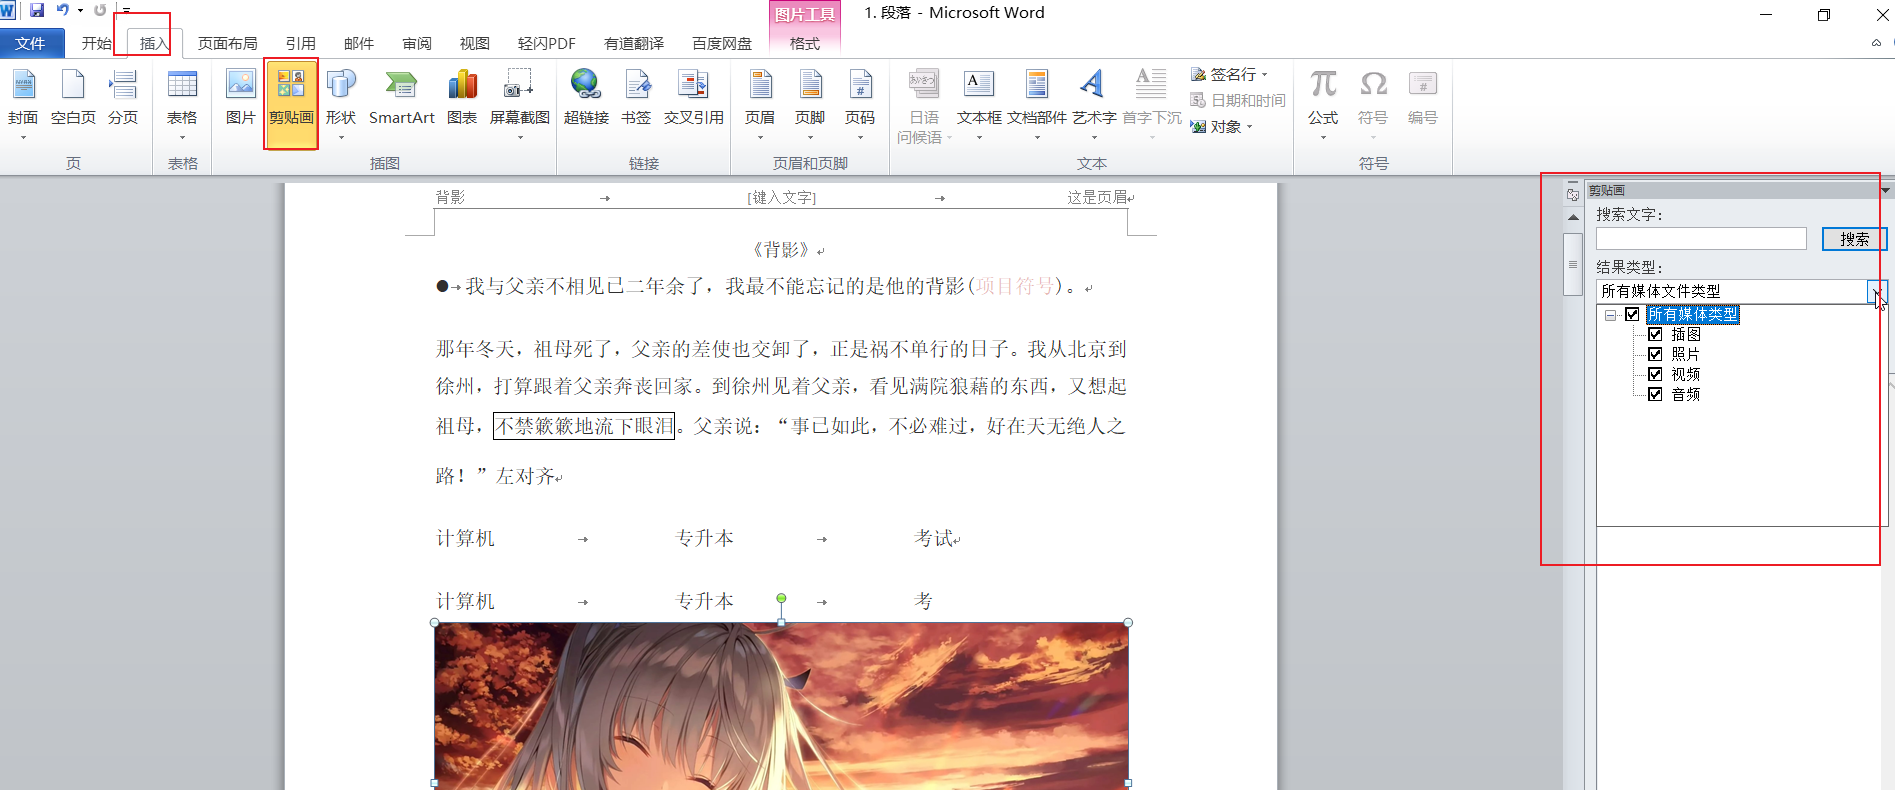 图片工具
1. 段落 - Microsoft Word
文件 开始 插入 页面布局 引用 邮件 审阅 视图 轻闪PDF 有道翻译 百度网盘 格式
封面 空白页 分页 表格 图片 剪贴画 形状 SmartArt 图表 屏幕截图 超链接 书签 交叉引用 页眉 页脚 页码 日语问候语 文本框 文档部件 艺术字 首字下沉 签名行 日期和时间 对象 公式 符号 编号
页 表格 插图 链接 页眉和页脚 文本 符号
背影 [键入文字] 这是页眉
《背影》
我与父亲不相见已二年余了，我最不能忘记的是他的背影(项目符号)。
那年冬天，祖母死了，父亲的差使也交卸了，正是祸不单行的日子。我从北京到
徐州，打算跟着父亲奔丧回家。到徐州见着父亲，看见满院狼藉的东西，又想起
祖母，不禁簌簌地流下眼泪。父亲说：“事已如此，不必难过，好在天无绝人之
路！”左对齐
计算机 专升本 考试
计算机 专升本 考
剪贴画
搜索文字：
搜索
结果类型：
所有媒体文件类型
所有媒体类型
插图
照片
视频
音频